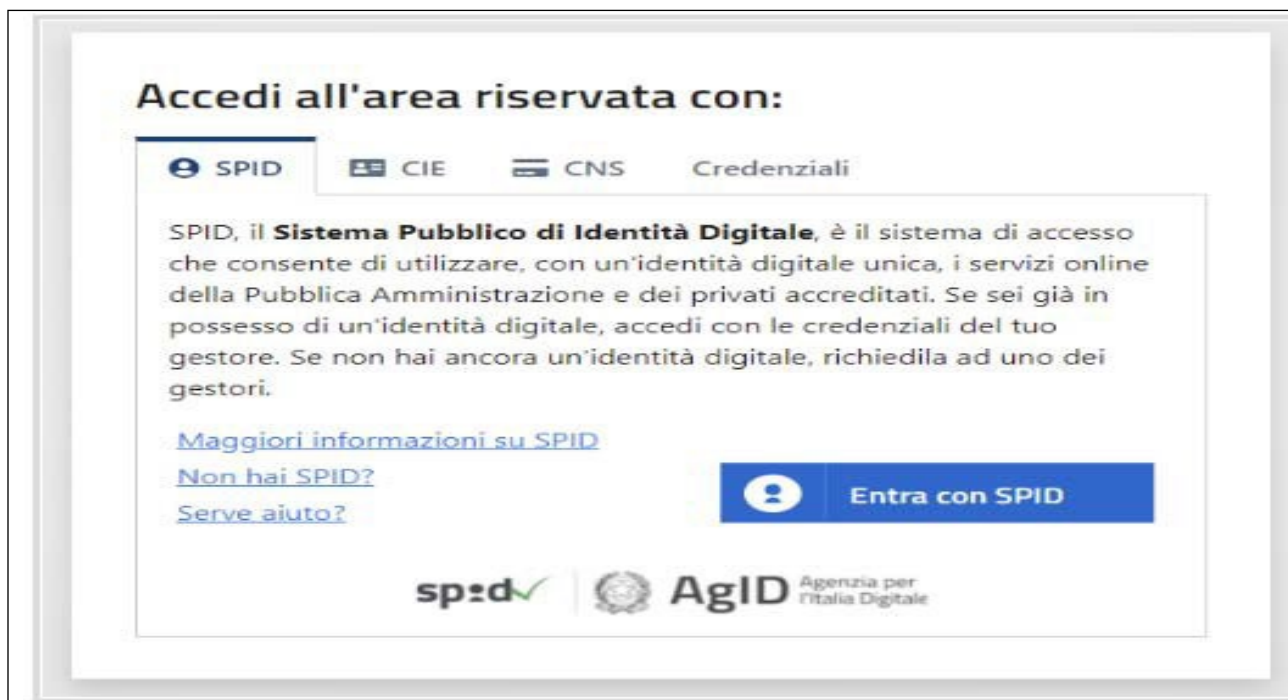 Accedi all'area riservata con:
SPID CIE CNS Credenziali
SPID, il Sistema Pubblico di Identità Digitale, è il sistema di accesso
che consente di utilizzare, con un'identità digitale unica, i servizi online
della Pubblica Amministrazione e dei privati accreditati. Se sei già in
possesso di un'identità digitale, accedi con le credenziali del tuo
gestore. Se non hai ancora un'identità digitale, richiedila ad uno dei
gestori.
Maggiori informazioni su SPID
Non hai SPID?
Serve aiuto?
Entra con SPID
spid AgID Agenzia per
l'Italia Digitale